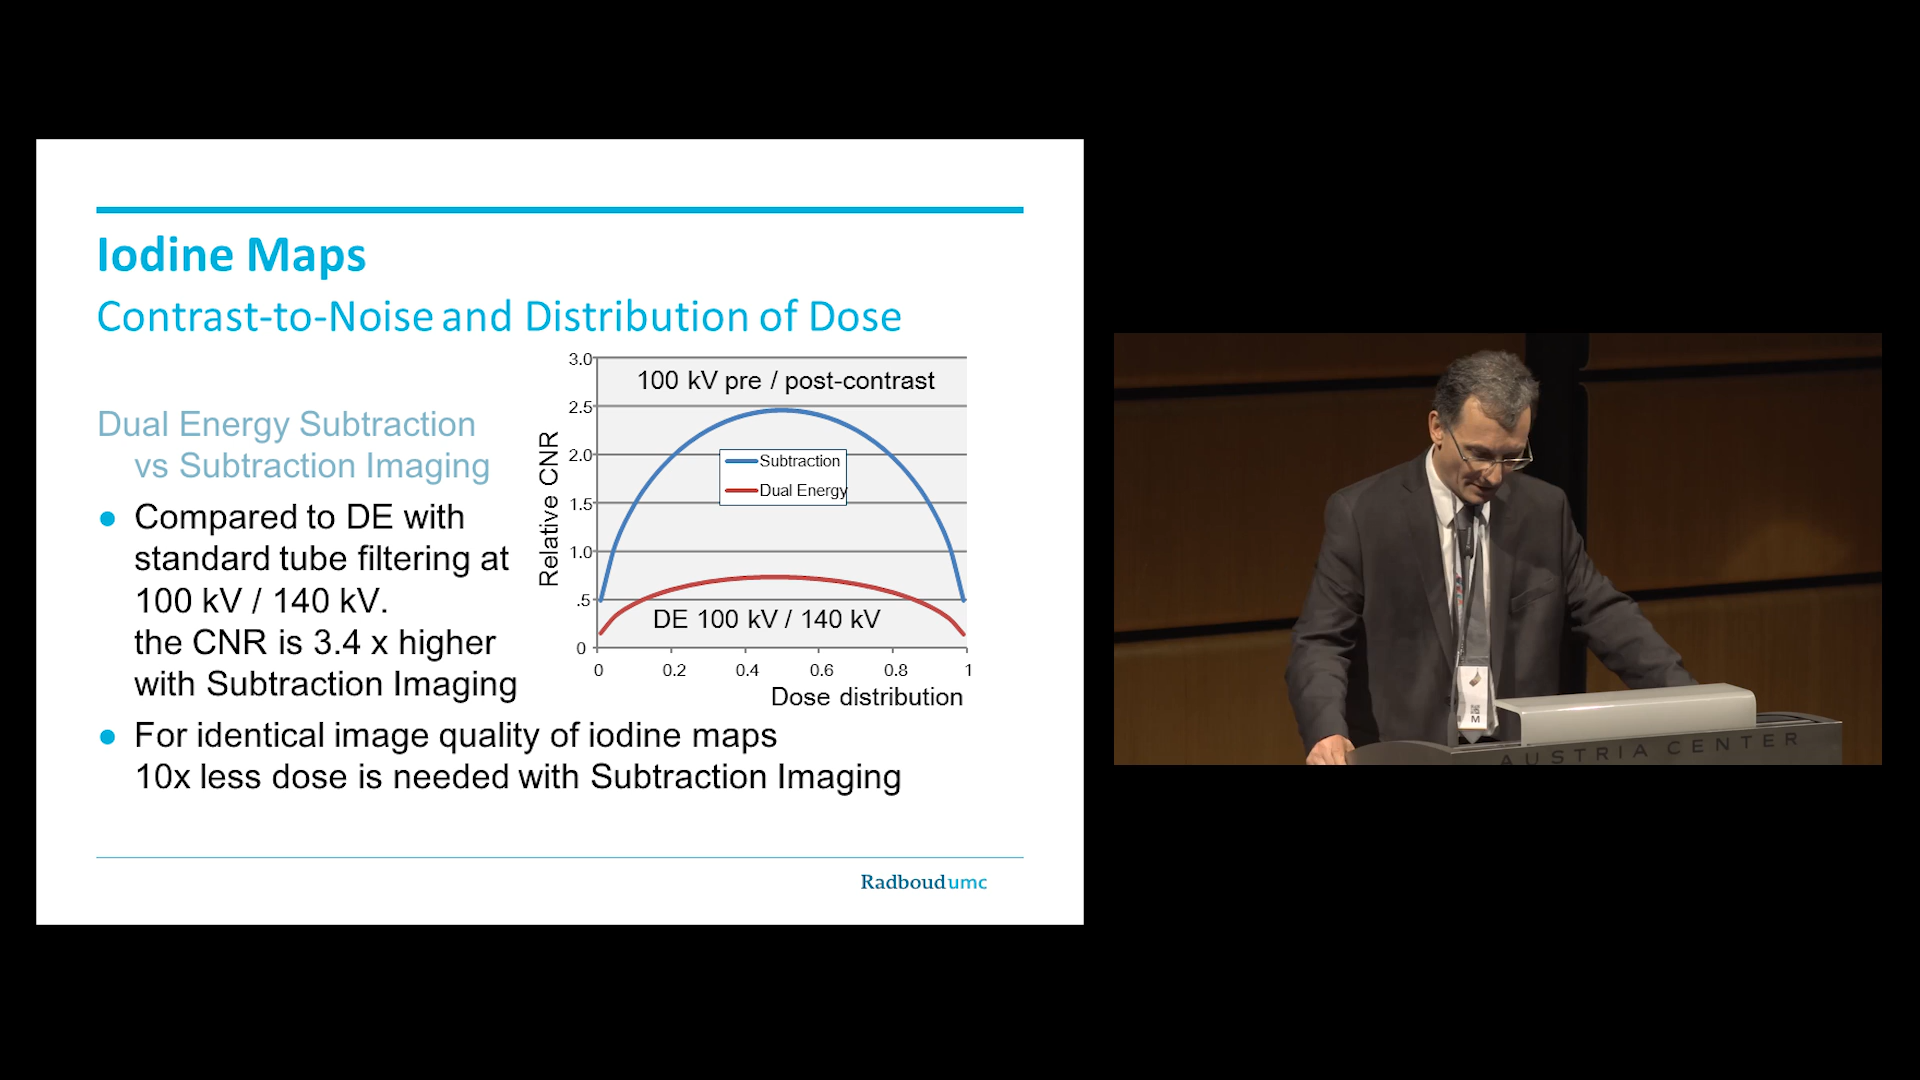 Iodine Maps
Contrast-to-Noise and Distribution of Dose
Dual Energy Subtraction
vs Subtraction Imaging
● Compared to DE with
standard tube filtering at
100 kV / 140 kV.
the CNR is 3.4 x higher
with Subtraction Imaging
● For identical image quality of iodine maps
10x less dose is needed with Subtraction Imaging
Relative CNR
3.0
2.5
2.0
1.5
1.0
.5
0
100 kV pre / post-contrast
Subtraction
Dual Energy
DE 100 kV / 140 kV
0 0.2 0.4 0.6 0.8 1
Dose distribution
Radboudumc
M
AUSTRIA CENTER